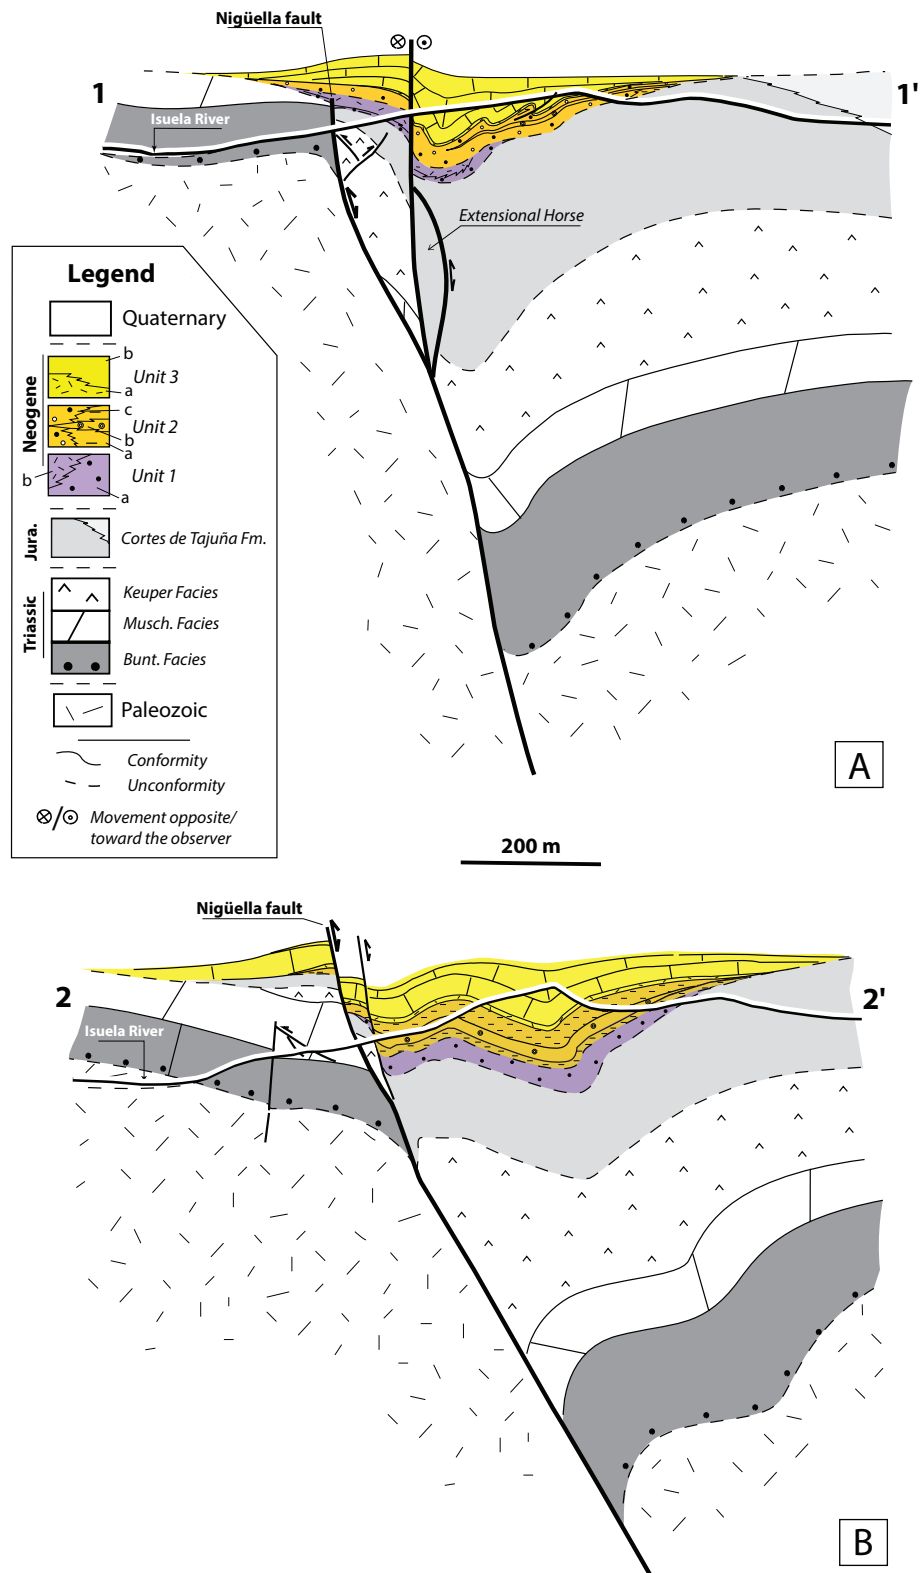 Nigüella fault
1
1'
Isuela River
Extensional Horse
Legend
Quaternary
Neogene
b
Unit 3
a
c
Unit 2
b
a
b
Unit 1
a
Jura.
Cortes de Tajuña Fm.
Triassic
Keuper Facies
Musch. Facies
Bunt. Facies
Paleozoic
Conformity
Unconformity
⊗/⊙ Movement opposite/
toward the observer
A
200 m
Nigüella fault
2
2'
Isuela River
B